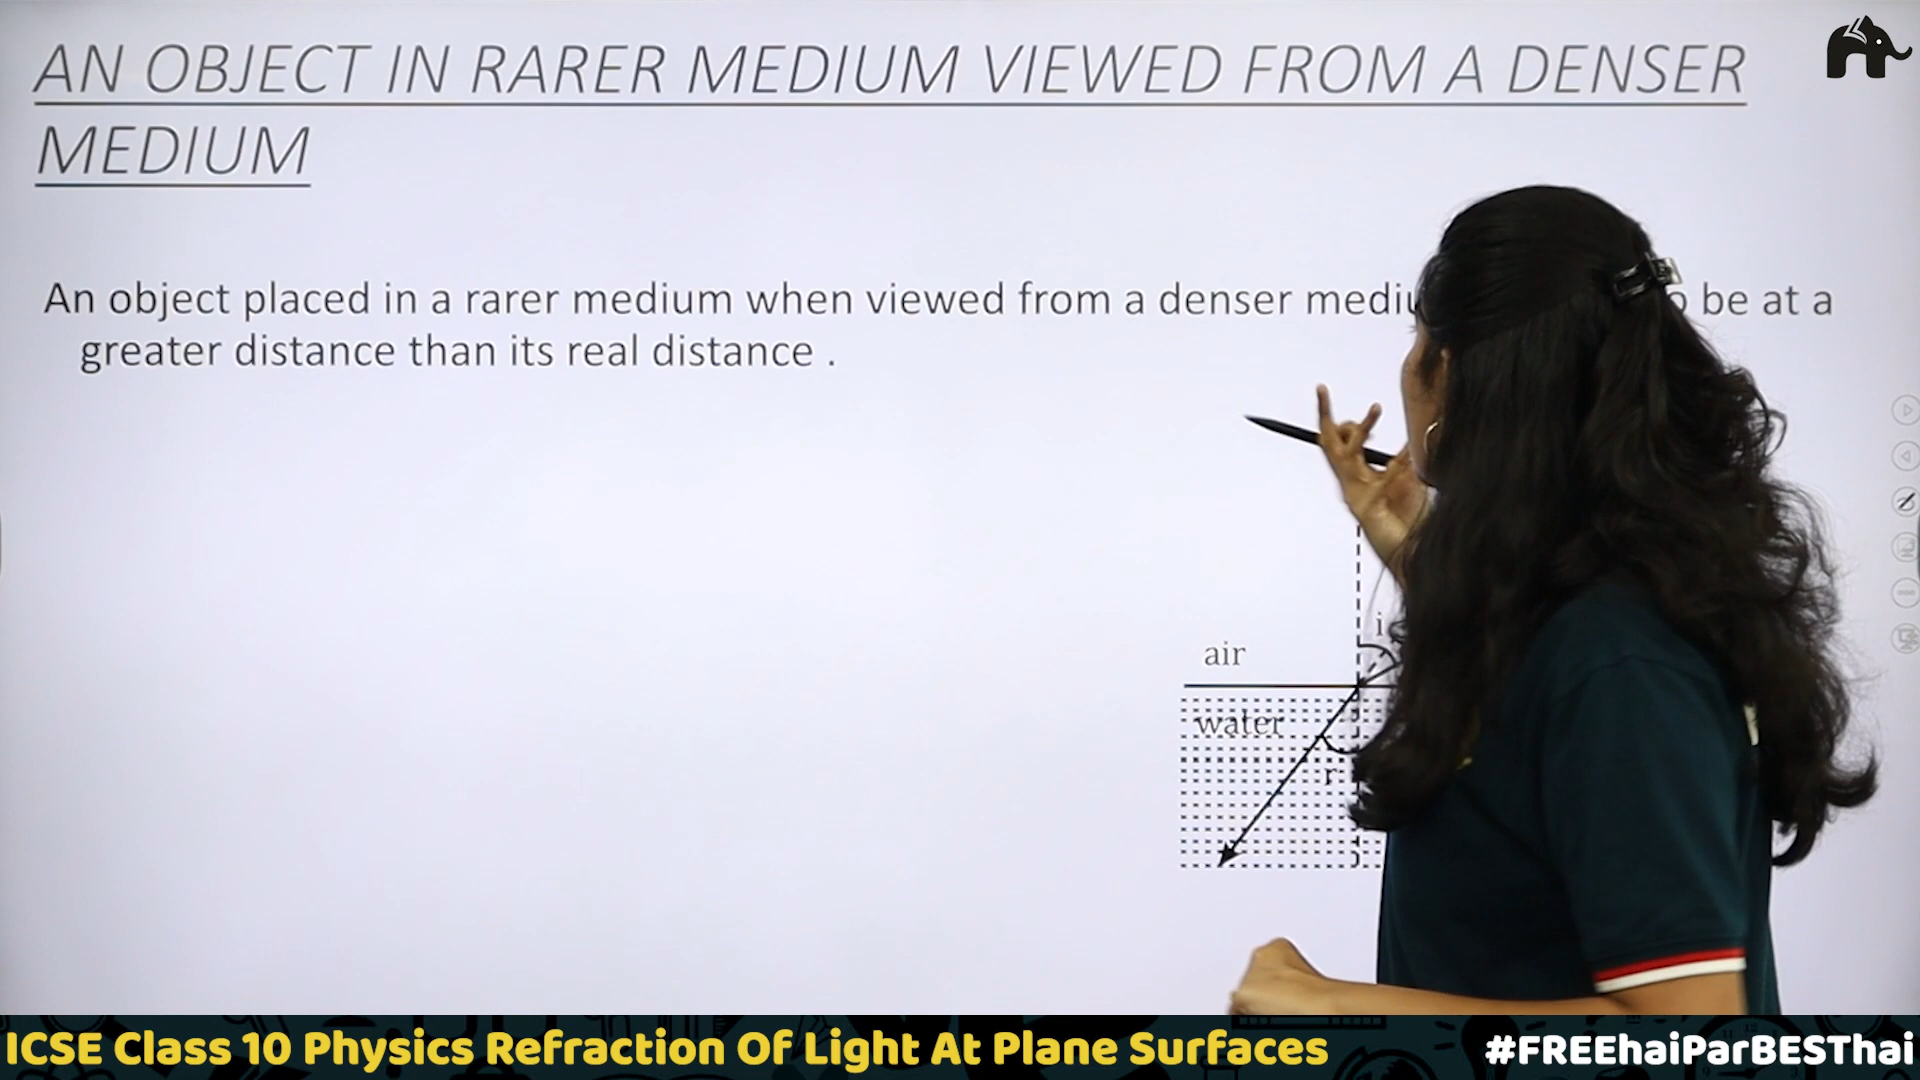 AN OBJECT IN RARER MEDIUM VIEWED FROM A DENSER
MEDIUM
An object placed in a rarer medium when viewed from a denser be at a
greater distance than its real distance .
i
air
water
r
ICSE Class 10 Physics Refraction Of Light At Plane Surfaces
#FREEhaiParBESThai